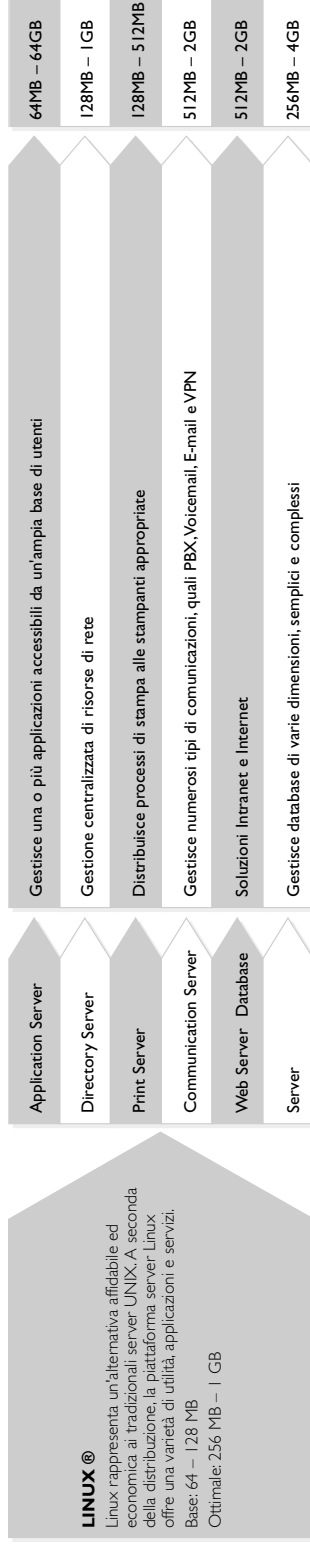 LINUX ®
Linux rappresenta un'alternativa affidabile ed
economica ai tradizionali server UNIX. A seconda
della distribuzione, la piattaforma server Linux
offre una varietà di utilità, applicazioni e servizi.
Base: 64 – 128 MB
Ottimale: 256 MB – 1 GB
Application Server
Gestisce una o più applicazioni accessibili da un'ampia base di utenti
64MB – 64GB
Directory Server
Gestione centralizzata di risorse di rete
128MB – 1GB
Print Server
Distribuisce processi di stampa alle stampanti appropriate
128MB – 512MB
Communication Server
Gestisce numerosi tipi di comunicazioni, quali PBX, Voicemail, E-mail e VPN
512MB – 2GB
Web Server Database
Soluzioni Intranet e Internet
512MB – 2GB
Server
Gestisce database di varie dimensioni, semplici e complessi
256MB – 4GB